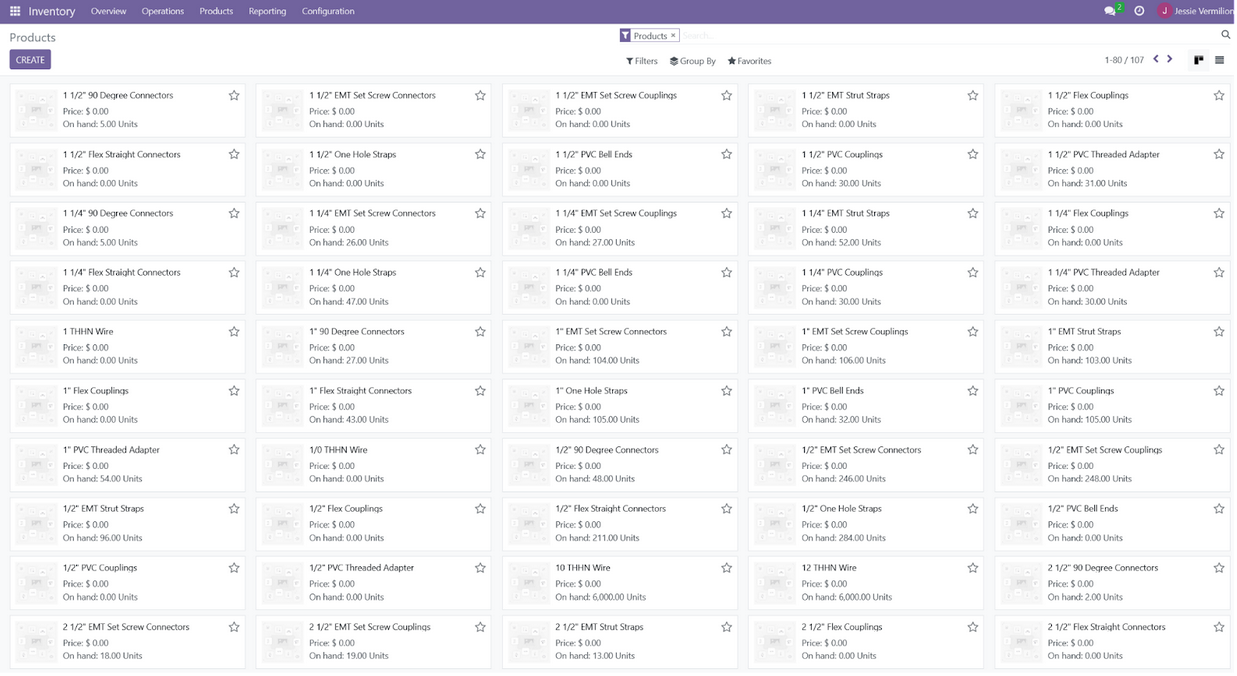 Inventory Overview Operations Products Reporting Configuration 2 J Jessie Vermilion
Products Products × Search...
CREATE Filters Group By Favorites 1-80 / 107
1 1/2" 90 Degree Connectors
Price: $ 0.00
On hand: 5.00 Units
1 1/2" EMT Set Screw Connectors
Price: $ 0.00
On hand: 0.00 Units
1 1/2" EMT Set Screw Couplings
Price: $ 0.00
On hand: 0.00 Units
1 1/2" EMT Strut Straps
Price: $ 0.00
On hand: 0.00 Units
1 1/2" Flex Couplings
Price: $ 0.00
On hand: 0.00 Units
1 1/2" Flex Straight Connectors
Price: $ 0.00
On hand: 0.00 Units
1 1/2" One Hole Straps
Price: $ 0.00
On hand: 0.00 Units
1 1/2" PVC Bell Ends
Price: $ 0.00
On hand: 0.00 Units
1 1/2" PVC Couplings
Price: $ 0.00
On hand: 30.00 Units
1 1/2" PVC Threaded Adapter
Price: $ 0.00
On hand: 31.00 Units
1 1/4" 90 Degree Connectors
Price: $ 0.00
On hand: 5.00 Units
1 1/4" EMT Set Screw Connectors
Price: $ 0.00
On hand: 26.00 Units
1 1/4" EMT Set Screw Couplings
Price: $ 0.00
On hand: 27.00 Units
1 1/4" EMT Strut Straps
Price: $ 0.00
On hand: 52.00 Units
1 1/4" Flex Couplings
Price: $ 0.00
On hand: 0.00 Units
1 1/4" Flex Straight Connectors
Price: $ 0.00
On hand: 0.00 Units
1 1/4" One Hole Straps
Price: $ 0.00
On hand: 47.00 Units
1 1/4" PVC Bell Ends
Price: $ 0.00
On hand: 0.00 Units
1 1/4" PVC Couplings
Price: $ 0.00
On hand: 30.00 Units
1 1/4" PVC Threaded Adapter
Price: $ 0.00
On hand: 30.00 Units
1 THHN Wire
Price: $ 0.00
On hand: 0.00 Units
1" 90 Degree Connectors
Price: $ 0.00
On hand: 27.00 Units
1" EMT Set Screw Connectors
Price: $ 0.00
On hand: 104.00 Units
1" EMT Set Screw Couplings
Price: $ 0.00
On hand: 106.00 Units
1" EMT Strut Straps
Price: $ 0.00
On hand: 103.00 Units
1" Flex Couplings
Price: $ 0.00
On hand: 0.00 Units
1" Flex Straight Connectors
Price: $ 0.00
On hand: 43.00 Units
1" One Hole Straps
Price: $ 0.00
On hand: 105.00 Units
1" PVC Bell Ends
Price: $ 0.00
On hand: 32.00 Units
1" PVC Couplings
Price: $ 0.00
On hand: 105.00 Units
1" PVC Threaded Adapter
Price: $ 0.00
On hand: 54.00 Units
1/0 THHN Wire
Price: $ 0.00
On hand: 0.00 Units
1/2" 90 Degree Connectors
Price: $ 0.00
On hand: 48.00 Units
1/2" EMT Set Screw Connectors
Price: $ 0.00
On hand: 246.00 Units
1/2" EMT Set Screw Couplings
Price: $ 0.00
On hand: 248.00 Units
1/2" EMT Strut Straps
Price: $ 0.00
On hand: 96.00 Units
1/2" Flex Couplings
Price: $ 0.00
On hand: 0.00 Units
1/2" Flex Straight Connectors
Price: $ 0.00
On hand: 211.00 Units
1/2" One Hole Straps
Price: $ 0.00
On hand: 284.00 Units
1/2" PVC Bell Ends
Price: $ 0.00
On hand: 0.00 Units
1/2" PVC Couplings
Price: $ 0.00
On hand: 0.00 Units
1/2" PVC Threaded Adapter
Price: $ 0.00
On hand: 0.00 Units
10 THHN Wire
Price: $ 0.00
On hand: 6,000.00 Units
12 THHN Wire
Price: $ 0.00
On hand: 6,000.00 Units
2 1/2" 90 Degree Connectors
Price: $ 0.00
On hand: 2.00 Units
2 1/2" EMT Set Screw Connectors
Price: $ 0.00
On hand: 18.00 Units
2 1/2" EMT Set Screw Couplings
Price: $ 0.00
On hand: 19.00 Units
2 1/2" EMT Strut Straps
Price: $ 0.00
On hand: 13.00 Units
2 1/2" Flex Couplings
Price: $ 0.00
On hand: 0.00 Units
2 1/2" Flex Straight Connectors
Price: $ 0.00
On hand: 0.00 Units